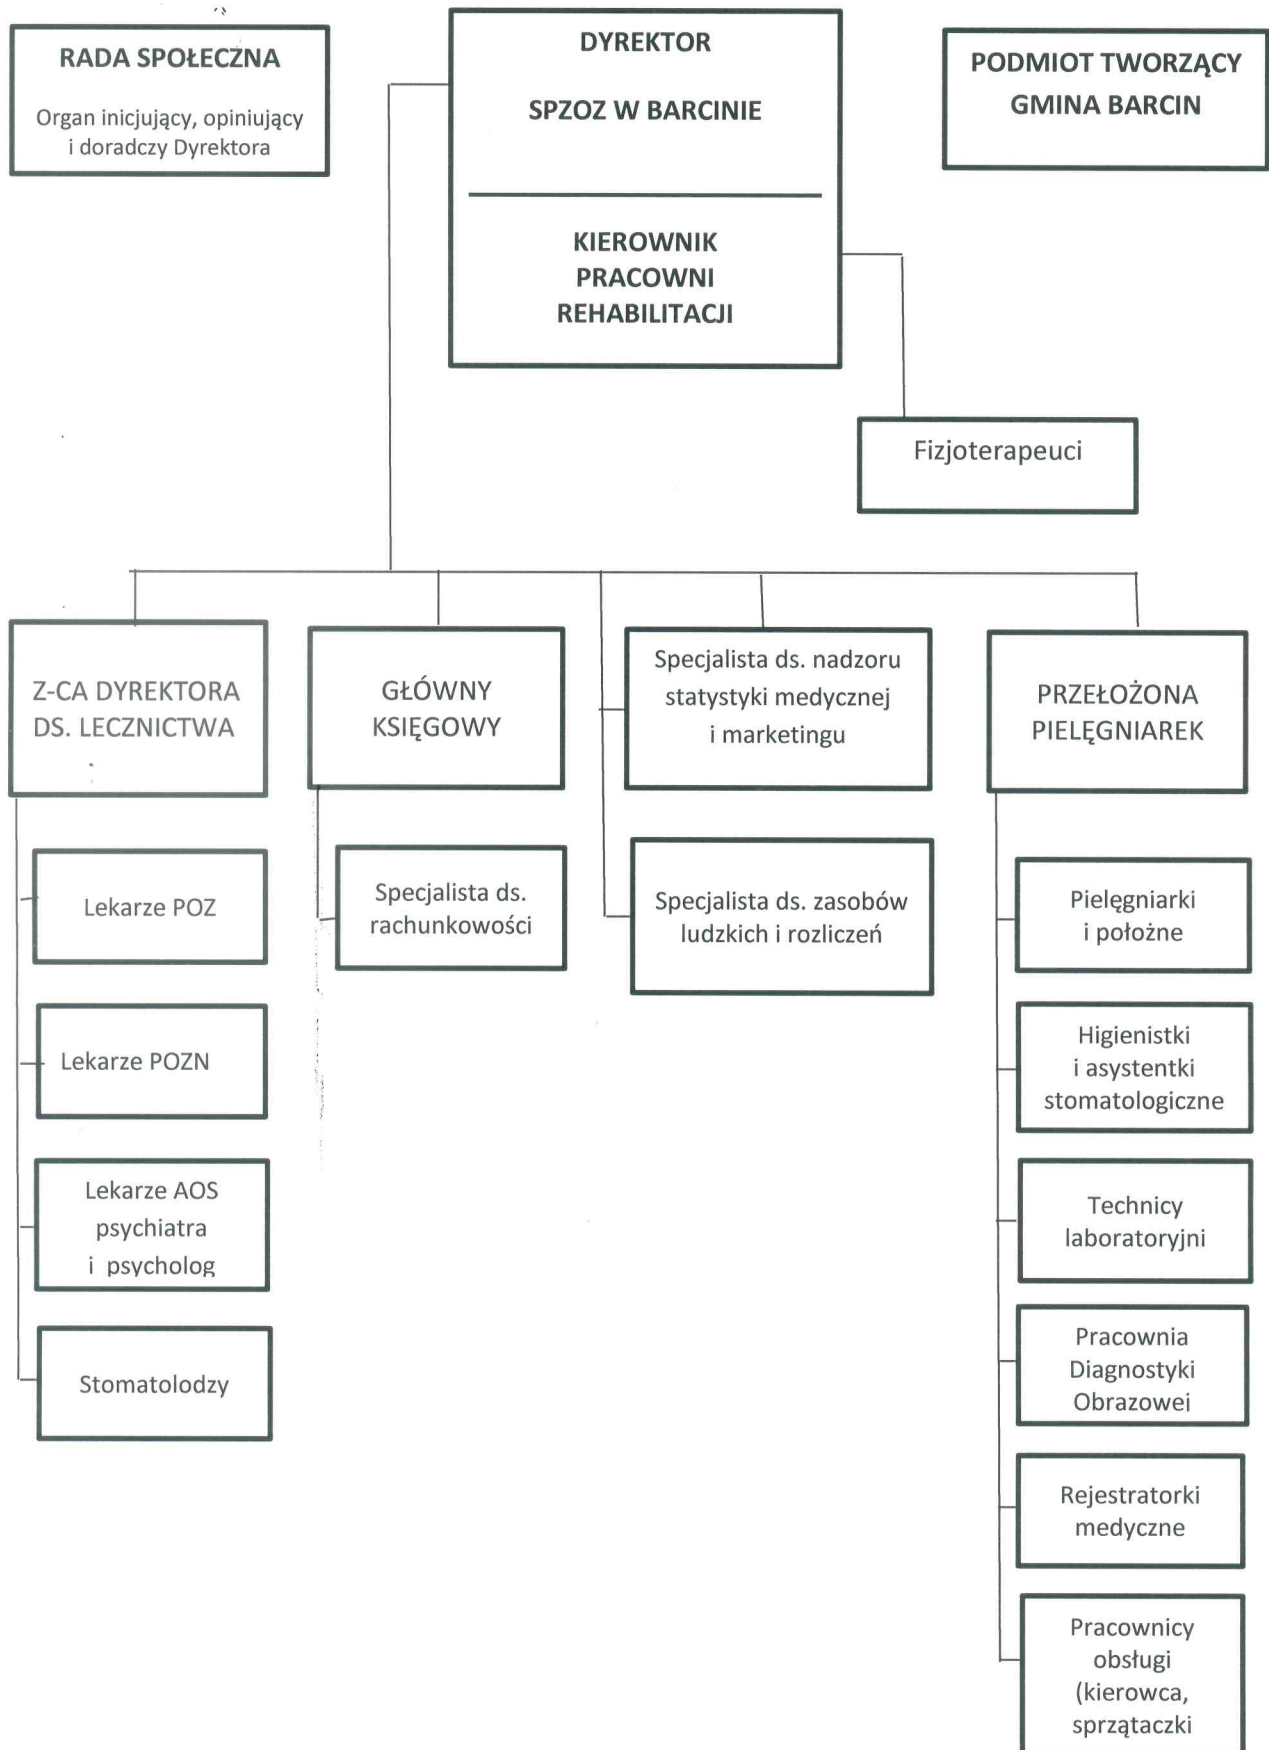 RADA SPOŁECZNA
Organ inicjujący, opiniujący
i doradczy Dyrektora
DYREKTOR
SPZOZ W BARCINIE
KIEROWNIK
PRACOWNI
REHABILITACJI
PODMIOT TWORZĄCY
GMINA BARCIN
Fizjoterapeuci
Z-CA DYREKTORA
DS. LECZNICTWA
GŁÓWNY
KSIĘGOWY
Specjalista ds. nadzoru
statystyki medycznej
i marketingu
PRZEŁOŻONA
PIELĘGNIAREK
Lekarze POZ
Lekarze POZN
Lekarze AOS
psychiatra
i psycholog
Stomatolodzy
Specjalista ds.
rachunkowości
Specjalista ds. zasobów
ludzkich i rozliczeń
Pielęgniarki
i położne
Higienistki
i asystentki
stomatologiczne
Technicy
laboratoryjni
Pracownia
Diagnostyki
Obrazowej
Rejestratorki
medyczne
Pracownicy
obsługi
(kierowca,
sprzątaczki